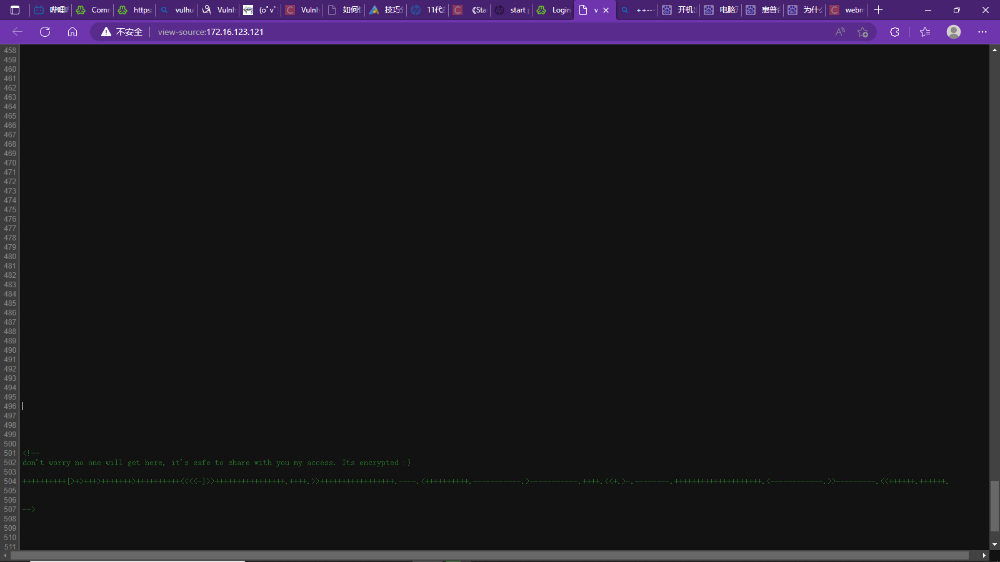 哔哩
Comm
https:
vulhu
Vulnh
(o°v°
Vulnh
如何
技巧
11代
《Sta
start
Login
v
++--
开机
电脑
惠普
为什
webm
不安全
view-source:172.16.123.121
458
459
460
461
462
463
464
465
466
467
468
469
470
471
472
473
474
475
476
477
478
479
480
481
482
483
484
485
486
487
488
489
490
491
492
493
494
495
496
497
498
499
500
501 <!--
502 don't worry no one will get here, it's safe to share with you my access. Its encrypted :)
503
504 ++++++++++[>+>+++>+++++++>++++++++++<<<<-]>>++++++++++++++++.++++.>>+++++++++++++++++.----.<++++++++++.-----------.>-----------.++++.<<+.>-.--------.++++++++++++++++++++.<------------.>>---------.<<++++++.++++++.
505
506
507 -->
508
509
510
511